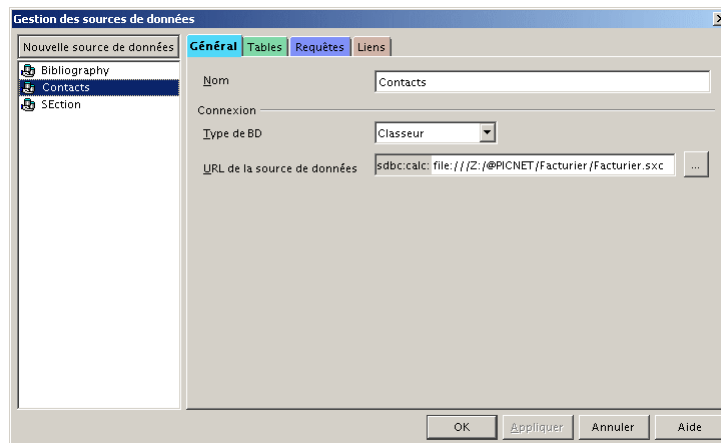 Gestion des sources de données
Nouvelle source de données
Bibliography
Contacts
SEction
Général Tables Requêtes Liens
Nom Contacts
Connexion
Type de BD Classeur
URL de la source de données sdbc:calc: file:///Z:/@PICNET/Facturier/Facturier.sxc ...
OK Appliquer Annuler Aide